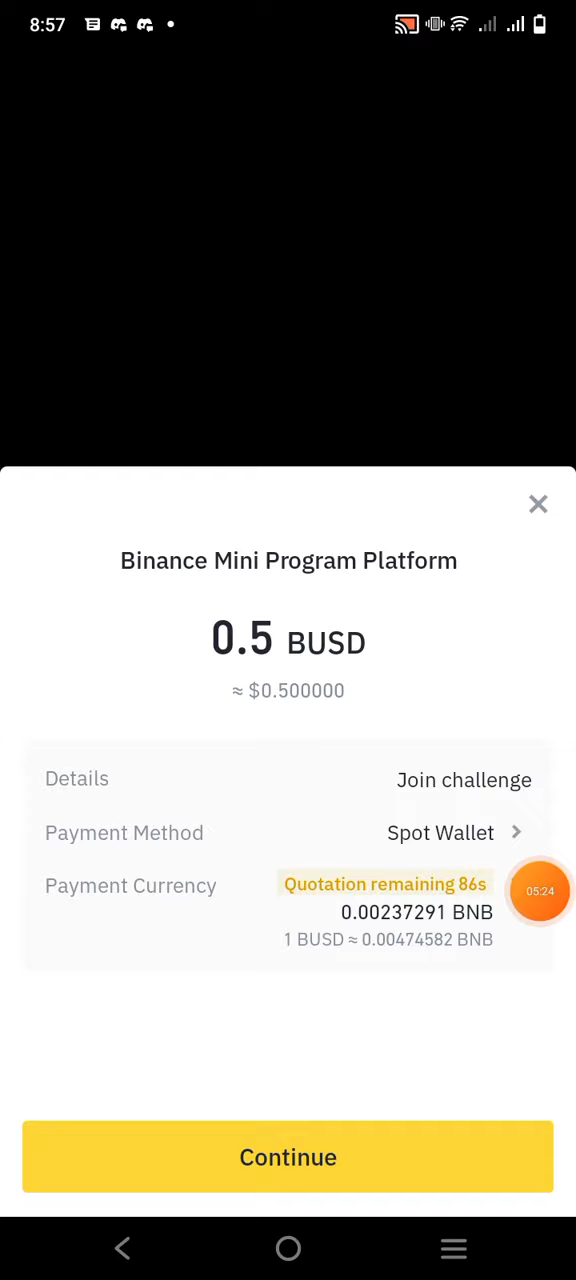 8:57
Binance Mini Program Platform
0.5 BUSD
≈ $0.500000
Details Join challenge
Payment Method Spot Wallet
Payment Currency Quotation remaining 86s
0.00237291 BNB
1 BUSD ≈ 0.00474582 BNB
05:24
Continue